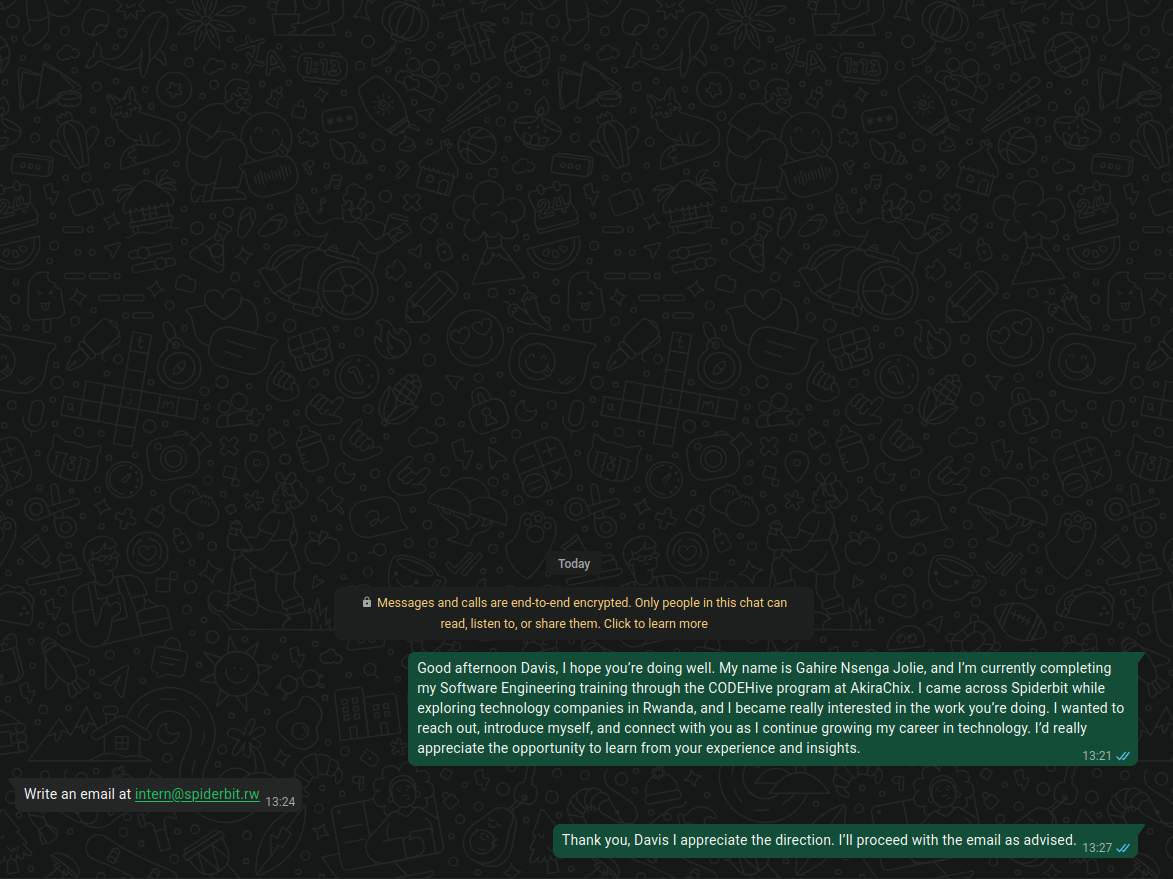 Today
Messages and calls are end-to-end encrypted. Only people in this chat can
read, listen to, or share them. Click to learn more
Good afternoon Davis, I hope you’re doing well. My name is Gahire Nsenga Jolie, and I’m currently completing
my Software Engineering training through the CODEHive program at AkiraChix. I came across Spiderbit while
exploring technology companies in Rwanda, and I became really interested in the work you’re doing. I wanted to
reach out, introduce myself, and connect with you as I continue growing my career in technology. I’d really
appreciate the opportunity to learn from your experience and insights.
13:21
Write an email at intern@spiderbit.rw 13:24
Thank you, Davis I appreciate the direction. I’ll proceed with the email as advised. 13:27